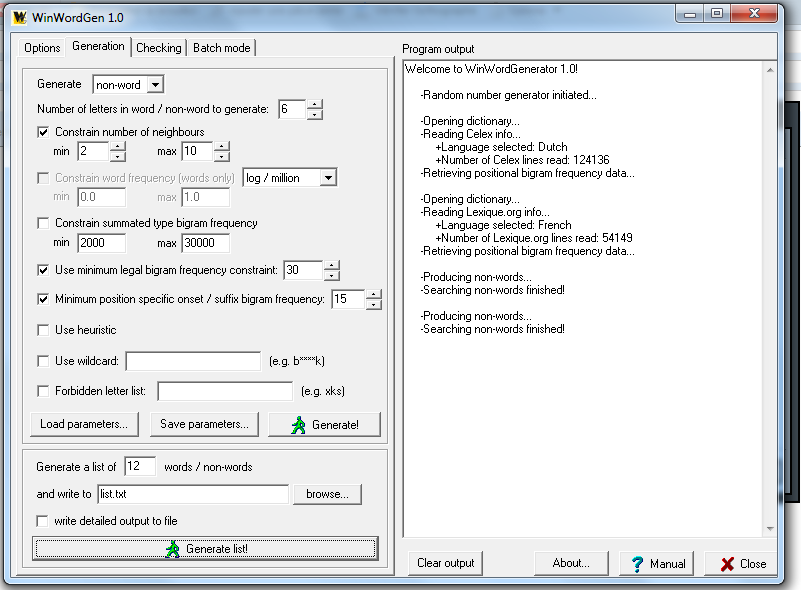 WinWordGen 1.0
Options Generation Checking Batch mode
Generate non-word
Number of letters in word / non-word to generate: 6
Constrain number of neighbours
min 2 max 10
Constrain word frequency (words only) log / million
min 0.0 max 1.0
Constrain summated type bigram frequency
min 2000 max 30000
Use minimum legal bigram frequency constraint: 30
Minimum position specific onset / suffix bigram frequency: 15
Use heuristic
Use wildcard: (e.g. b****k)
Forbidden letter list: (e.g. xks)
Load parameters... Save parameters... Generate!
Generate a list of 12 words / non-words
and write to list.txt browse...
write detailed output to file
Generate list!
Program output
Welcome to WinWordGenerator 1.0!
-Random number generator initiated...
-Opening dictionary...
-Reading Celex info...
+Language selected: Dutch
+Number of Celex lines read: 124136
-Retrieving positional bigram frequency data...
-Opening dictionary...
-Reading Lexique.org info...
+Language selected: French
+Number of Lexique.org lines read: 54149
-Retrieving positional bigram frequency data...
-Producing non-words...
-Searching non-words finished!
-Producing non-words...
-Searching non-words finished!
Clear output About... Manual Close